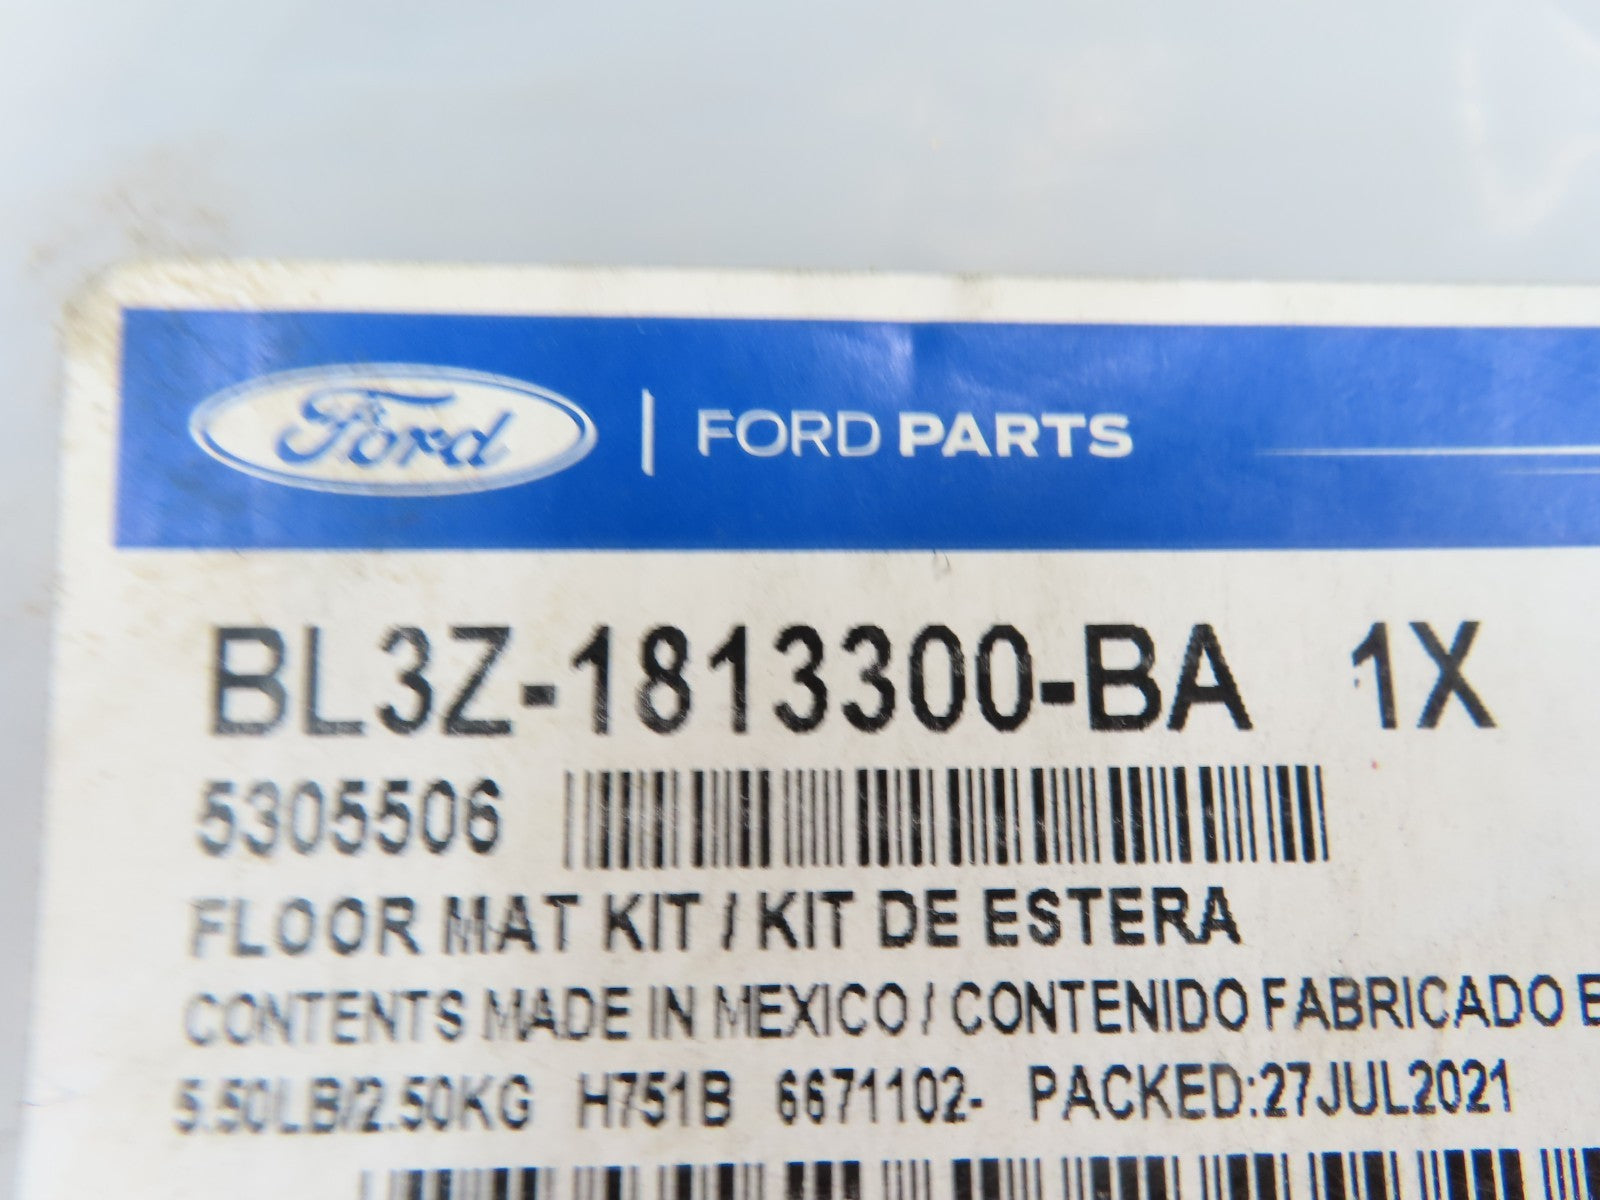 Ford | FORD PARTS
BL3Z-1813300-BA 1X
5305506
FLOOR MAT KIT / KIT DE ESTERA
CONTENTS MADE IN MEXICO / CONTENIDO FABRICADO E
5.50LB/2.50KG H751B 6671102- PACKED:27JUL2021